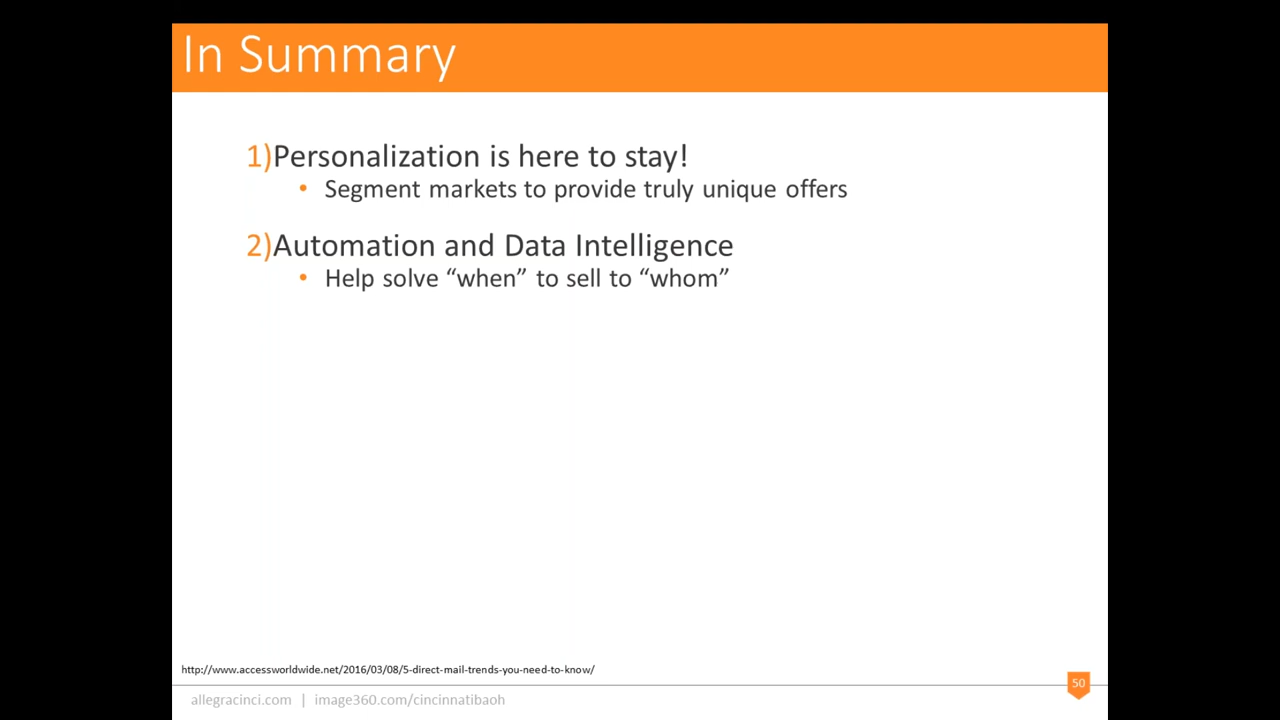 In Summary
1)Personalization is here to stay!
• Segment markets to provide truly unique offers
2)Automation and Data Intelligence
• Help solve “when” to sell to “whom”
http://www.accessworldwide.net/2016/03/08/5-direct-mail-trends-you-need-to-know/
50
allegracinci.com | image360.com/cincinnatibaoh